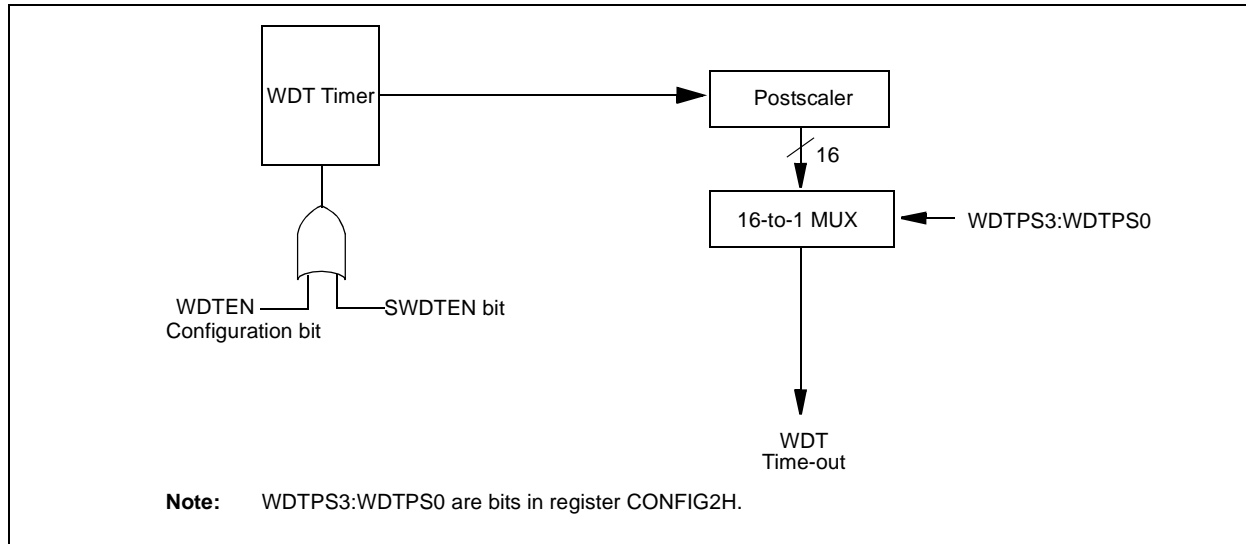 WDT Timer
Postscaler
16
16-to-1 MUX
WDTPS3:WDTPS0
WDTEN
Configuration bit
SWDTEN bit
WDT
Time-out
Note: WDTPS3:WDTPS0 are bits in register CONFIG2H.